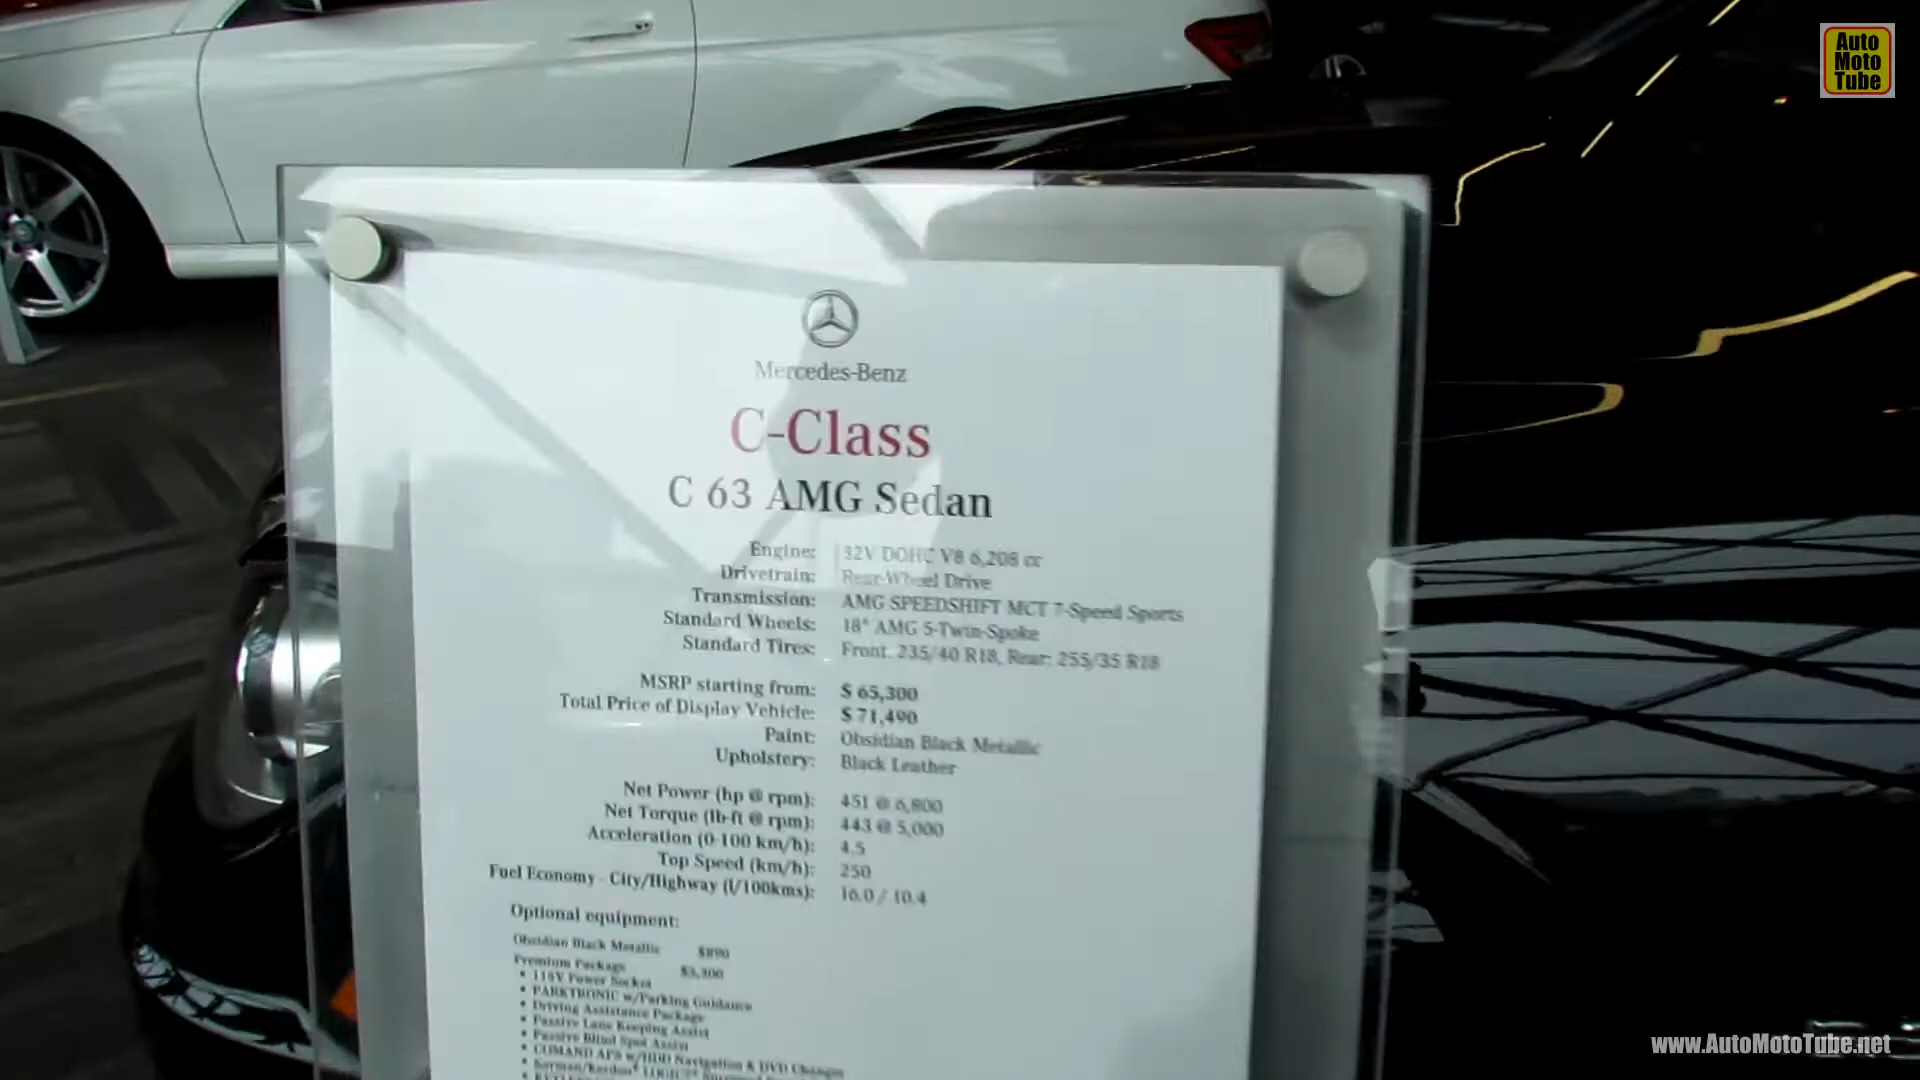 Auto
Moto
Tube
Mercedes-Benz
C-Class
C 63 AMG Sedan
Engine: 32V DOHC V8 6,208 cc
Drivetrain: Rear-Wheel Drive
Transmission: AMG SPEEDSHIFT MCT 7-Speed Sports
Standard Wheels: 18" AMG 5-Twin-Spoke
Standard Tires: Front: 235/40 R18, Rear: 255/35 R18
MSRP starting from: $ 65,300
Total Price of Display Vehicle: $ 71,490
Paint: Obsidian Black Metallic
Upholstery: Black Leather
Net Power (hp @ rpm): 451 @ 6,800
Net Torque (lb-ft @ rpm): 443 @ 5,000
Acceleration (0-100 km/h): 4.5
Top Speed (km/h): 250
Fuel Economy - City/Highway (l/100kms): 16.0 / 10.4
Optional equipment:
Obsidian Black Metallic $890
Premium Package
• 115V Power Socket
• PARKTRONIC w/Parking Guidance
• Driving Assistance Package
• Passive Lane Keeping Assist
• Passive Blind Spot Assist
• COMAND APS w/HDD Navigation & DVD Changer
• Harman/Kardon® LOGIC7®
www.AutoMotoTube.net